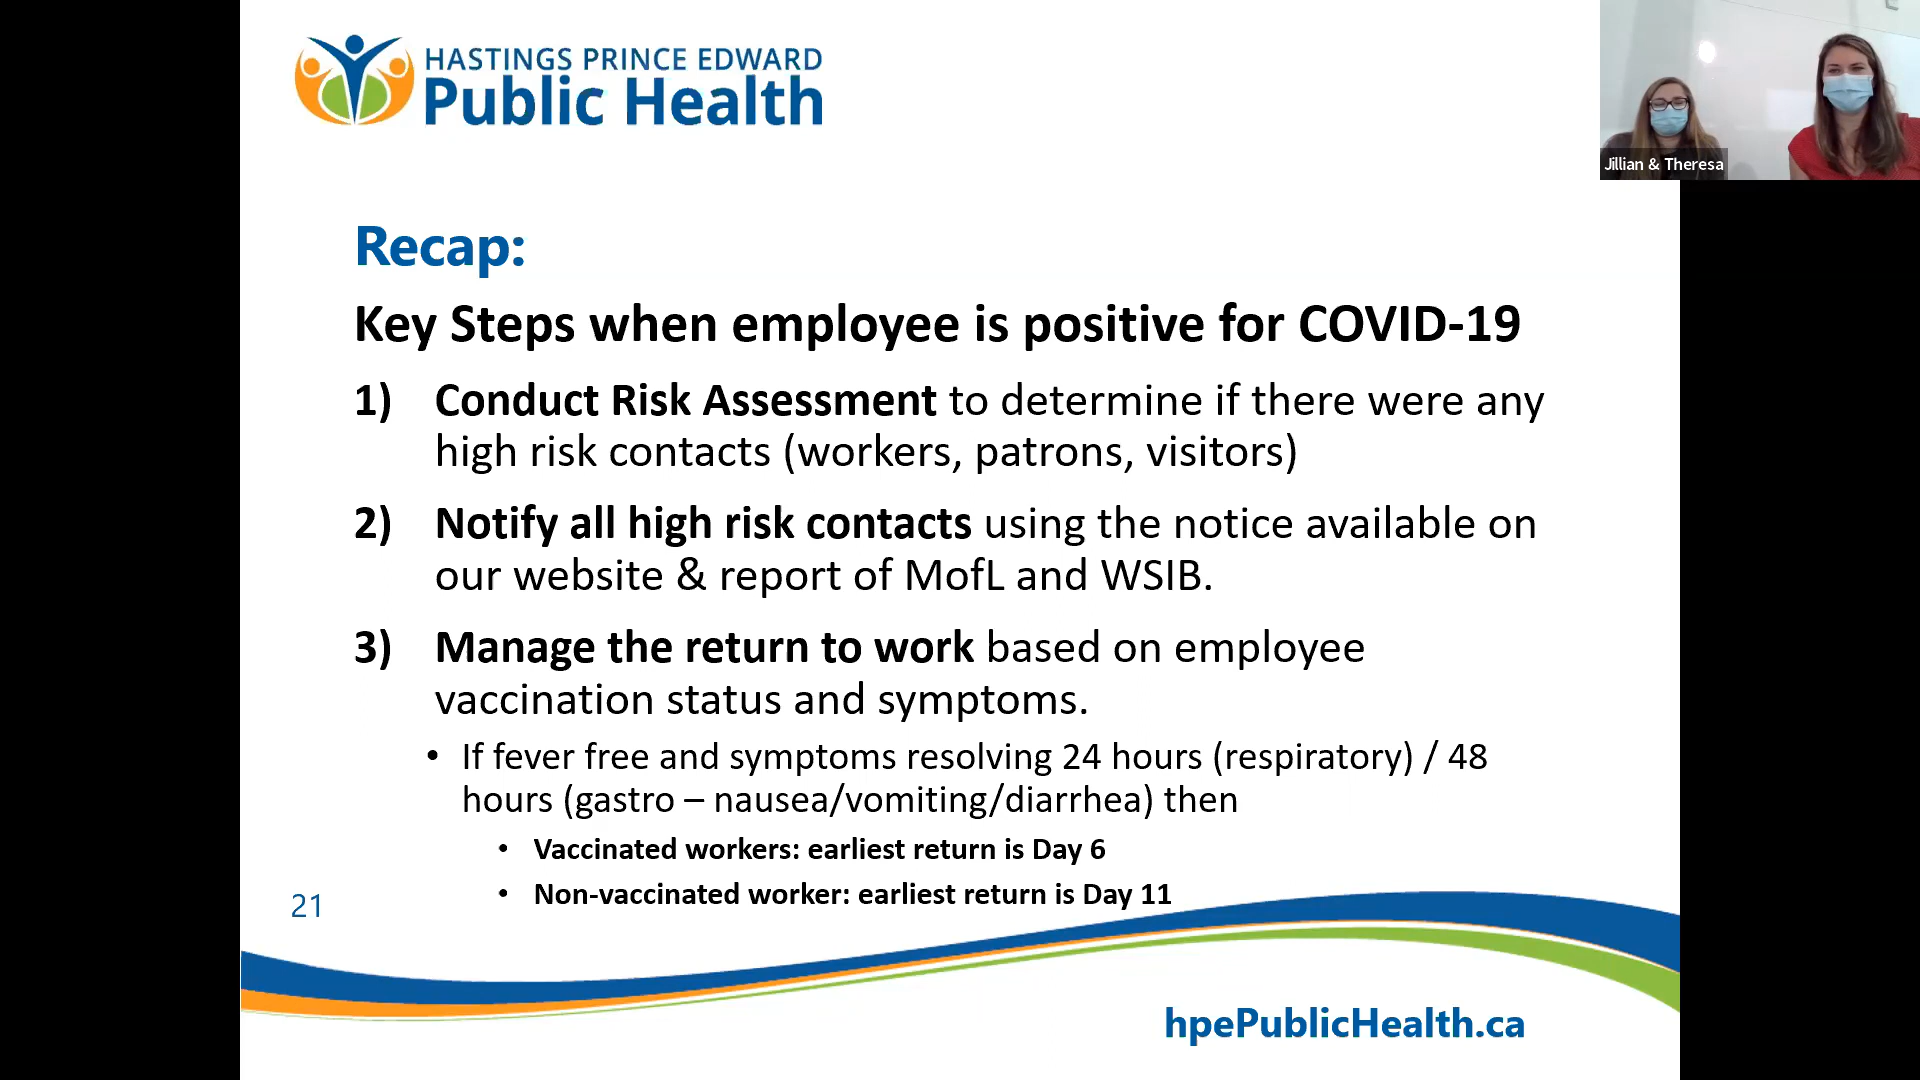 HASTINGS PRINCE EDWARD
Public Health
Jillian & Theresa
Recap:
Key Steps when employee is positive for COVID-19
1) Conduct Risk Assessment to determine if there were any
high risk contacts (workers, patrons, visitors)
2) Notify all high risk contacts using the notice available on
our website & report of MofL and WSIB.
3) Manage the return to work based on employee
vaccination status and symptoms.
• If fever free and symptoms resolving 24 hours (respiratory) / 48
hours (gastro – nausea/vomiting/diarrhea) then
• Vaccinated workers: earliest return is Day 6
• Non-vaccinated worker: earliest return is Day 11
21
hpePublicHealth.ca